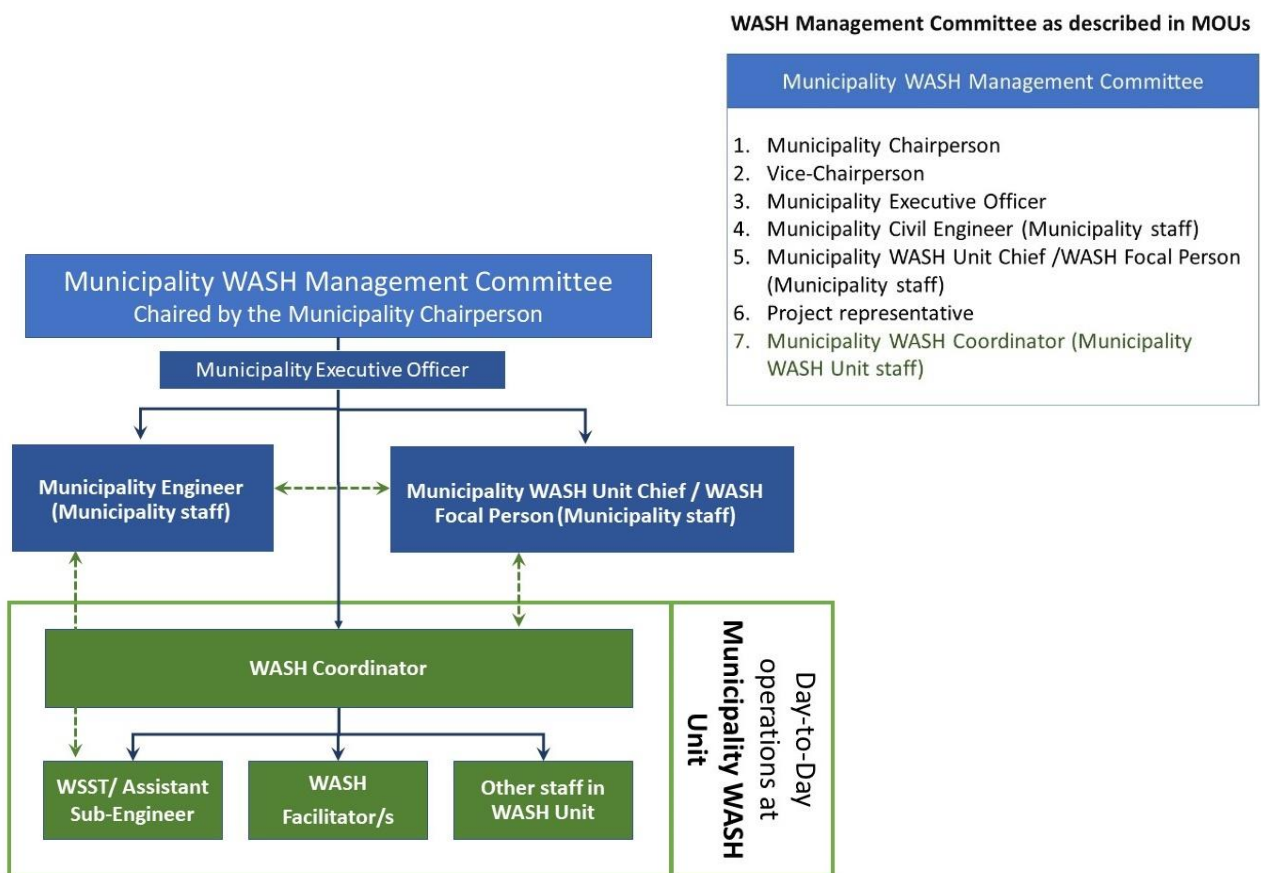 WASH Management Committee as described in MOUs
Municipality WASH Management Committee
1. Municipality Chairperson
2. Vice-Chairperson
3. Municipality Executive Officer
4. Municipality Civil Engineer (Municipality staff)
5. Municipality WASH Unit Chief /WASH Focal Person
(Municipality staff)
6. Project representative
7. Municipality WASH Coordinator (Municipality
WASH Unit staff)
Municipality WASH Management Committee
Chaired by the Municipality Chairperson
Municipality Executive Officer
Municipality Engineer
(Municipality staff)
Municipality WASH Unit Chief / WASH
Focal Person (Municipality staff)
WASH Coordinator
WSST/ Assistant
Sub-Engineer
WASH
Facilitator/s
Other staff in
WASH Unit
Day-to-Day
operations at
Municipality WASH
Unit